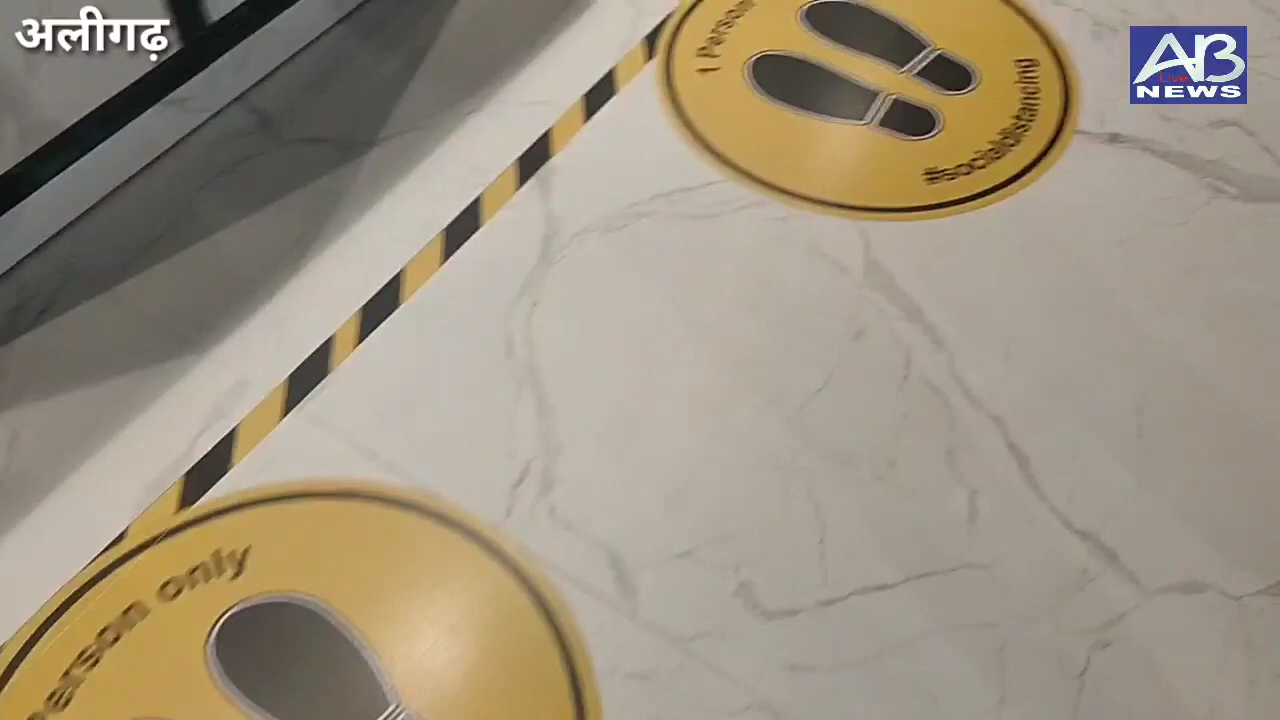 अलीगढ़
AB
Live
NEWS
1 Person
#socialdistancing
person only